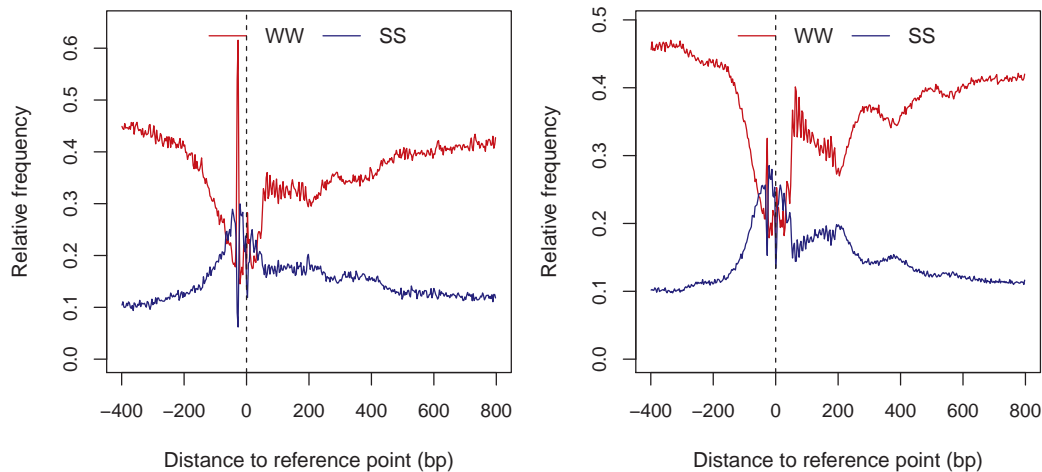 WW SS
Relative frequency
0.0 0.1 0.2 0.3 0.4 0.5 0.6
−400 −200 0 200 400 600 800
Distance to reference point (bp)
WW SS
Relative frequency
0.0 0.1 0.2 0.3 0.4 0.5
−400 −200 0 200 400 600 800
Distance to reference point (bp)